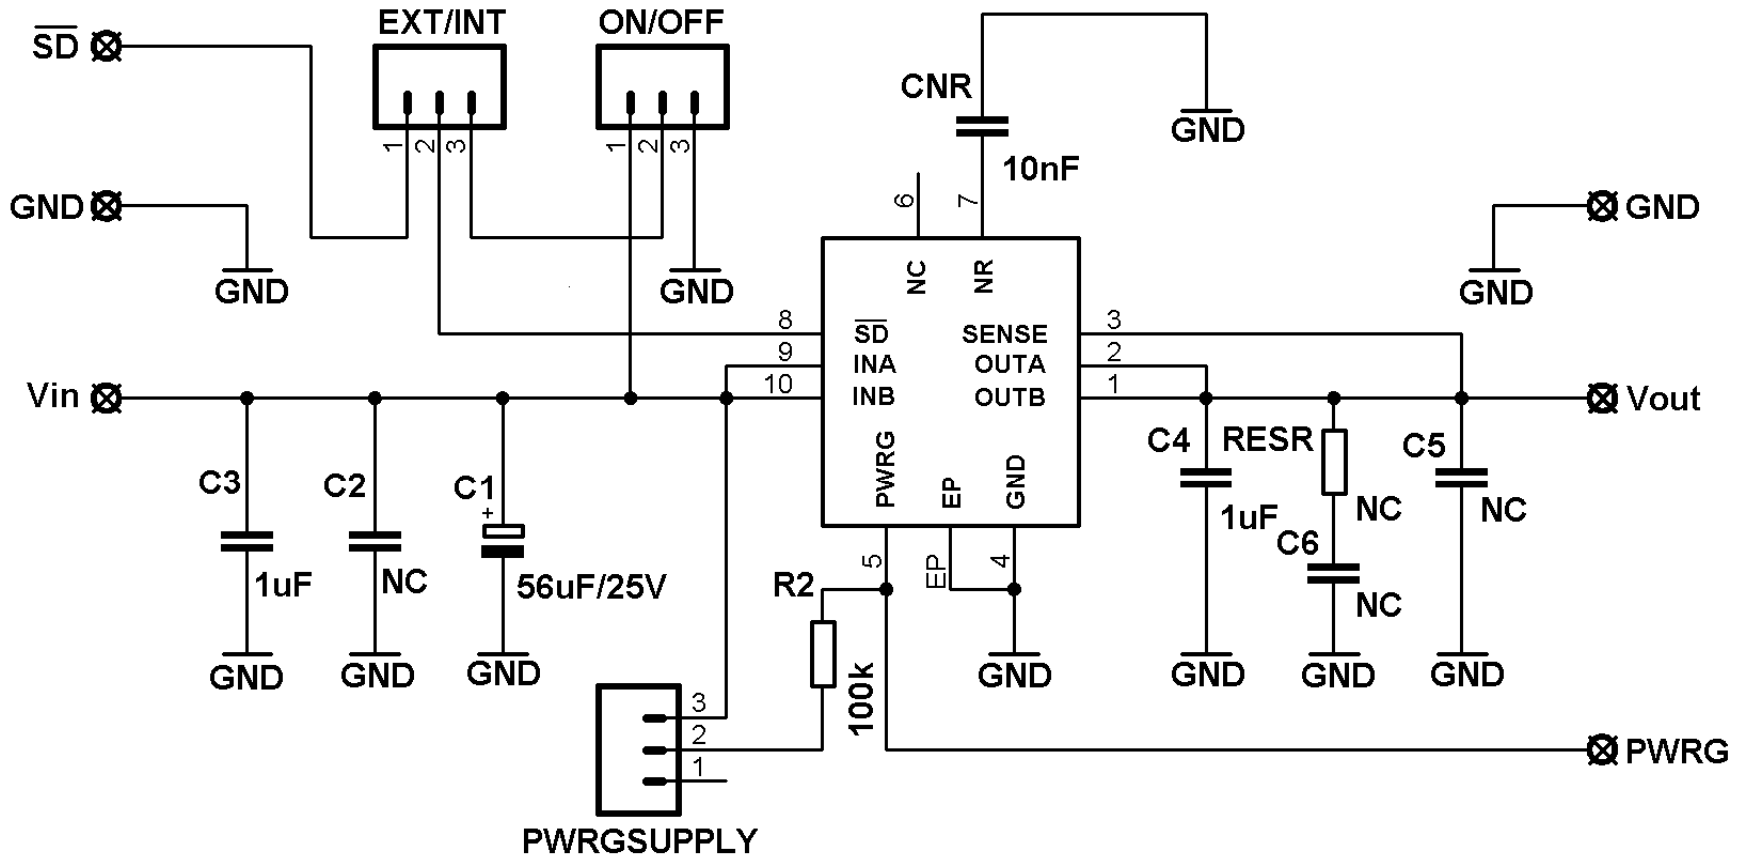 SD
EXT/INT
ON/OFF
1
2
3
1
2
3
CNR
10nF
GND
GND
GND
GND
GND
GND
6
7
NC
NR
8
SD
9
INA
10
INB
SENSE
3
OUTA
2
OUTB
1
Vin
Vout
PWRG
EP
GND
C3
1uF
C2
NC
C1
+
56uF/25V
C4
1uF
RESR
NC
C6
NC
C5
NC
5
EP
4
R2
100k
GND
GND
GND
GND
GND
GND
GND
3
2
1
PWRGSUPPLY
PWRG